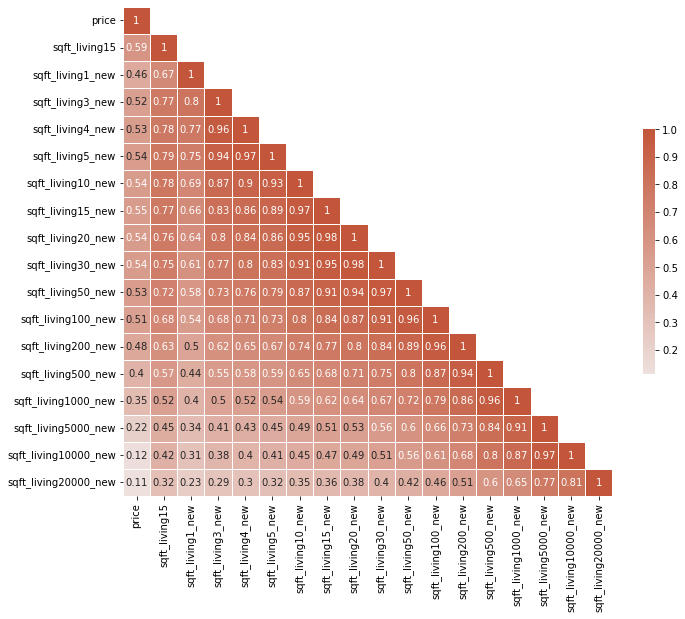 price 1
sqft_living15 0.59 1
sqft_living1_new 0.46 0.67 1
sqft_living3_new 0.52 0.77 0.8 1
sqft_living4_new 0.53 0.78 0.77 0.96 1
sqft_living5_new 0.54 0.79 0.75 0.94 0.97 1
sqft_living10_new 0.54 0.78 0.69 0.87 0.9 0.93 1
sqft_living15_new 0.55 0.77 0.66 0.83 0.86 0.89 0.97 1
sqft_living20_new 0.54 0.76 0.64 0.8 0.84 0.86 0.95 0.98 1
sqft_living30_new 0.54 0.75 0.61 0.77 0.8 0.83 0.91 0.95 0.98 1
sqft_living50_new 0.53 0.72 0.58 0.73 0.76 0.79 0.87 0.91 0.94 0.97 1
sqft_living100_new 0.51 0.68 0.54 0.68 0.71 0.73 0.8 0.84 0.87 0.91 0.96 1
sqft_living200_new 0.48 0.63 0.5 0.62 0.65 0.67 0.74 0.77 0.8 0.84 0.89 0.96 1
sqft_living500_new 0.4 0.57 0.44 0.55 0.58 0.59 0.65 0.68 0.71 0.75 0.8 0.87 0.94 1
sqft_living1000_new 0.35 0.52 0.4 0.5 0.52 0.54 0.59 0.62 0.64 0.67 0.72 0.79 0.86 0.96 1
sqft_living5000_new 0.22 0.45 0.34 0.41 0.43 0.45 0.49 0.51 0.53 0.56 0.6 0.66 0.73 0.84 0.91 1
sqft_living10000_new 0.12 0.42 0.31 0.38 0.4 0.41 0.45 0.47 0.49 0.51 0.56 0.61 0.68 0.8 0.87 0.97 1
sqft_living20000_new 0.11 0.32 0.23 0.29 0.3 0.32 0.35 0.36 0.38 0.4 0.42 0.46 0.51 0.6 0.65 0.77 0.81 1
price
sqft_living15
sqft_living1_new
sqft_living3_new
sqft_living4_new
sqft_living5_new
sqft_living10_new
sqft_living15_new
sqft_living20_new
sqft_living30_new
sqft_living50_new
sqft_living100_new
sqft_living200_new
sqft_living500_new
sqft_living1000_new
sqft_living5000_new
sqft_living10000_new
sqft_living20000_new
1.0
0.9
0.8
0.7
0.6
0.5
0.4
0.3
0.2